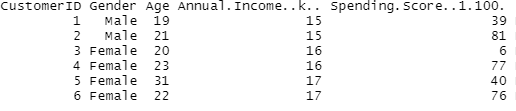 CustomerID Gender Age Annual.Income..k.. Spending.Score..1.100.
1 Male 19 15 39
2 Male 21 15 81
3 Female 20 16 6
4 Female 23 16 77
5 Female 31 17 40
6 Female 22 17 76